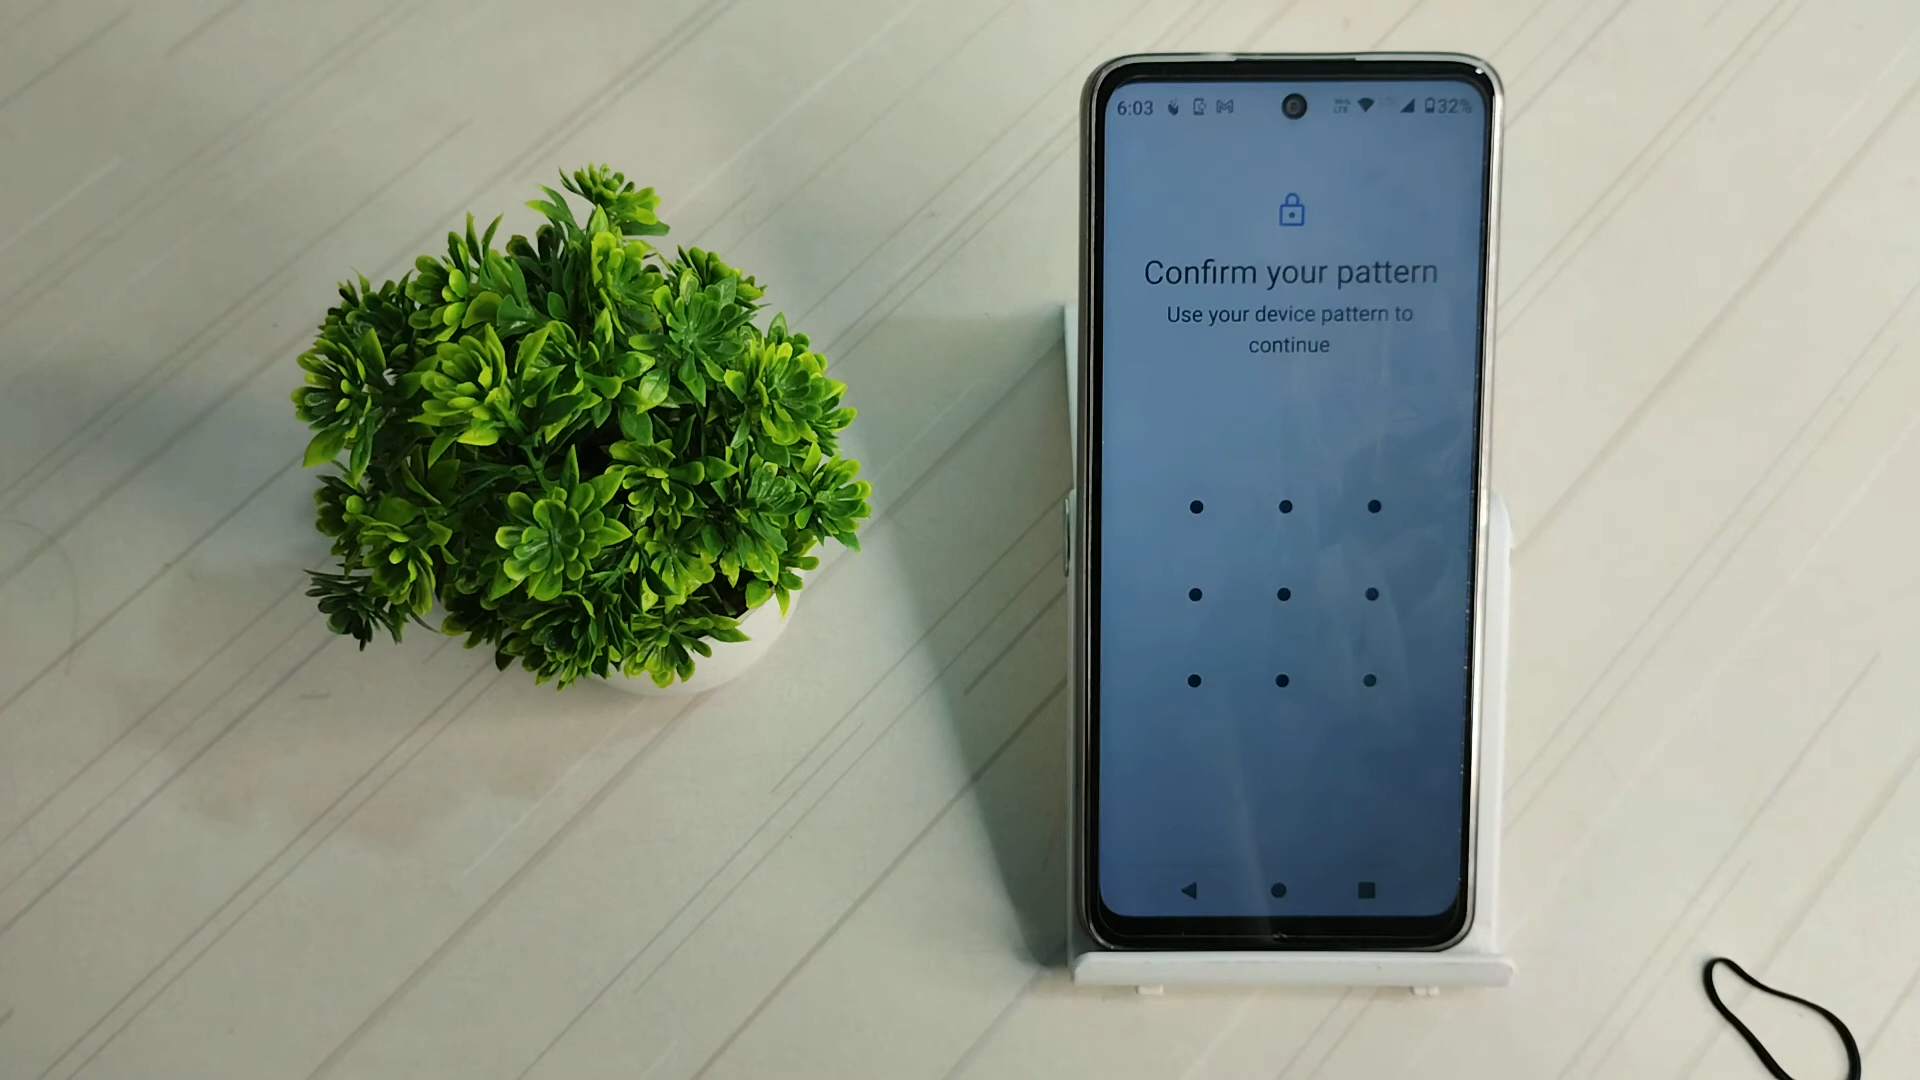 6:03 32%
Confirm your pattern
Use your device pattern to
continue